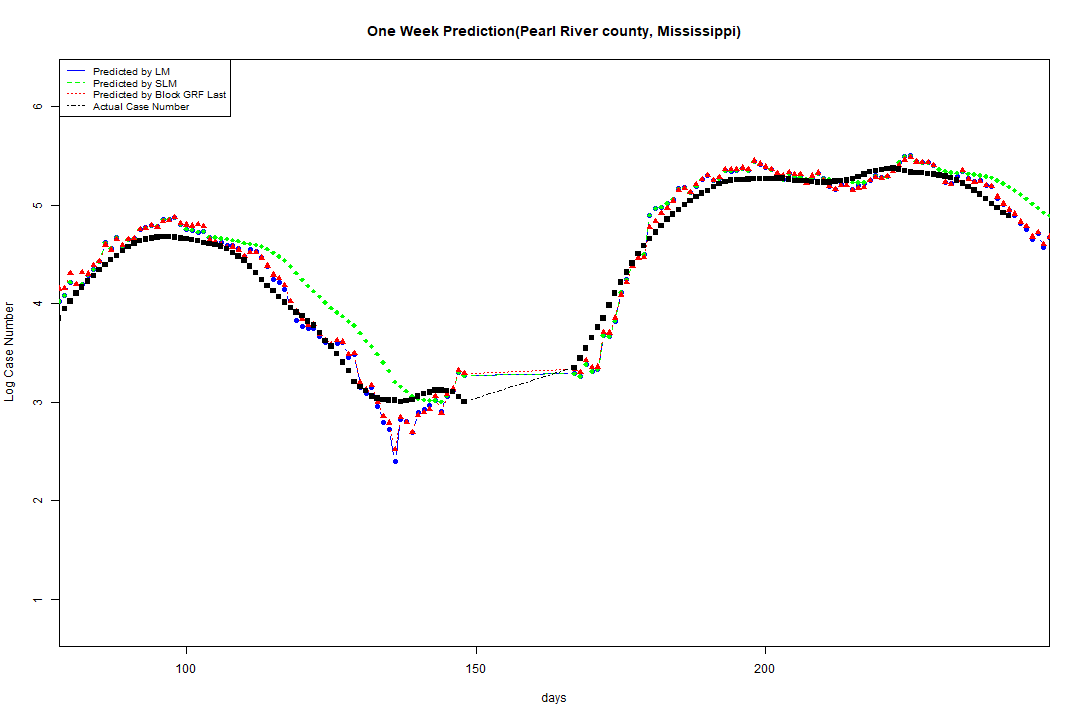 One Week Prediction(Pearl River county, Mississippi)
Predicted by LM
Predicted by SLM
Predicted by Block GRF Last
Actual Case Number
6
5
4
3
2
1
Log Case Number
100
150
200
days